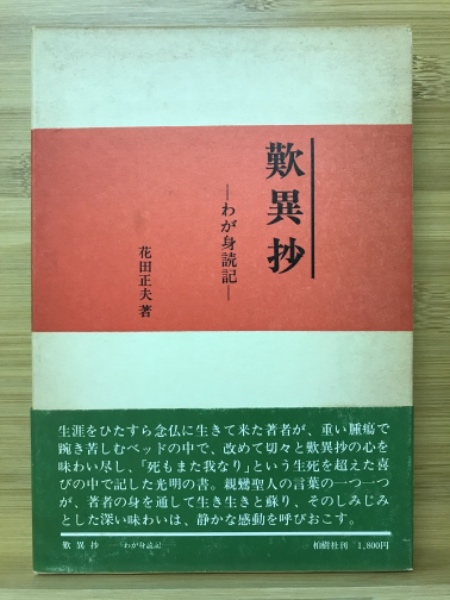 歎異抄
―わが身読記―
花田正夫著
生涯をひたすら念仏に生きて来た著者が、重い腫瘍で
踠き苦しむベッドの中で、改めて切々と歎異抄の心を
味わい尽し、「死もまた我なり」という生死を超えた喜
びの中で記した光明の書。親鸞聖人の言葉の一つ一つ
が、著者の身を通して生き生きと蘇り、そのしみじみ
とした深い味わいは、静かな感動を呼びおこす。
歎異抄 ―わが身読記― 柏樹社刊 1,800円